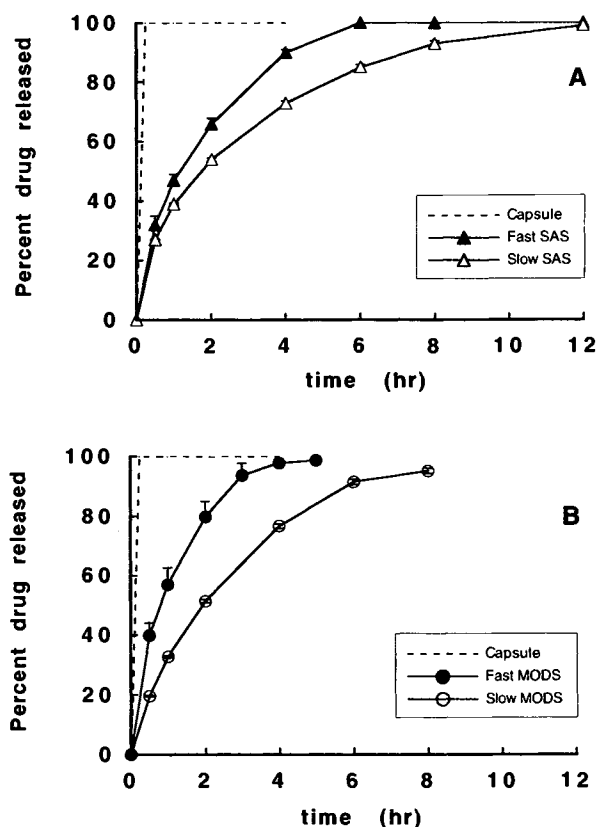 100
80
60
40
20
0
Percent drug released
A
Capsule
Fast SAS
Slow SAS
0 2 4 6 8 10 12
time (hr)
100
80
60
40
20
0
Percent drug released
B
Capsule
Fast MODS
Slow MODS
0 2 4 6 8 10 12
time (hr)